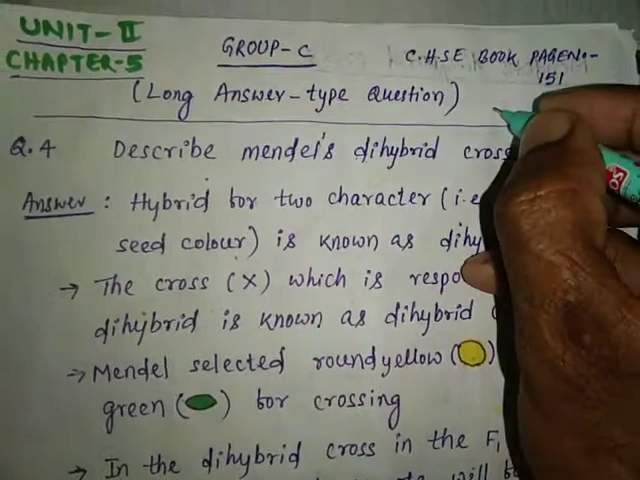 UNIT-II
CHAPTER-5
GROUP-C
C.H.SE BOOK PAGEN:-
151
(Long Answer-type Question)
Q.4 Describe mendel's dihybrid cross
Answer: Hybrid for two character (i.e
seed colour) is known as dihy
→ The cross (X) which is respo
dihybrid is known as dihybrid
→ Mendel selected round yellow ( )
green ( ) for crossing
→ In the dihybrid cross in the F1
will b